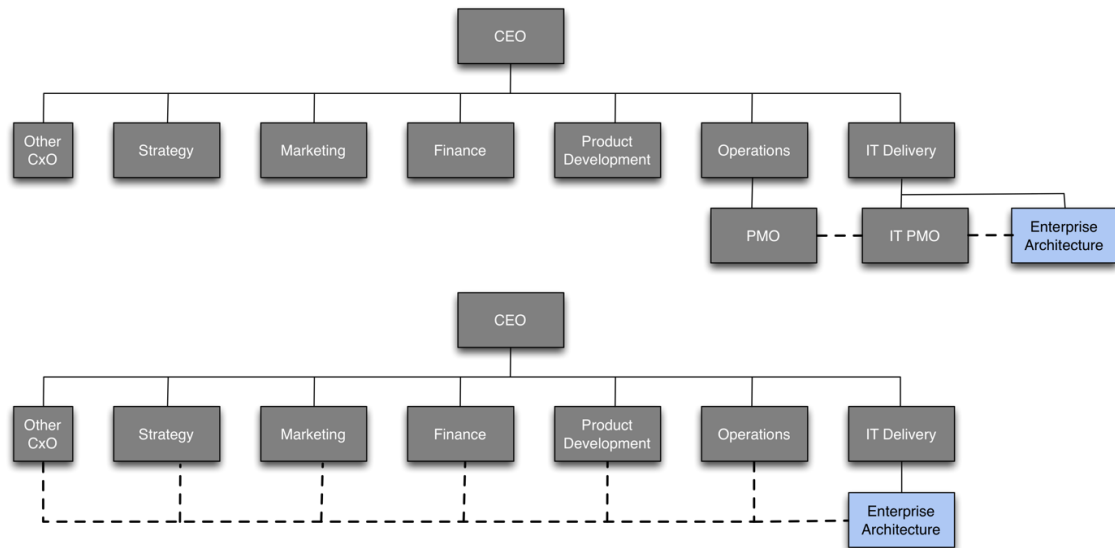 CEO
Other
CxO
Strategy
Marketing
Finance
Product
Development
Operations
IT Delivery
PMO
IT PMO
Enterprise
Architecture
CEO
Other
CxO
Strategy
Marketing
Finance
Product
Development
Operations
IT Delivery
Enterprise
Architecture